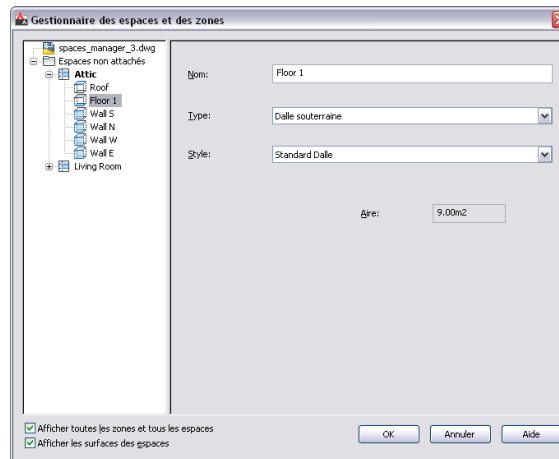 Gestionnaire des espaces et des zones
spaces_manager_3.dwg
Espaces non attachés
Attic
Roof
Floor 1
Wall S
Wall N
Wall W
Wall E
Living Room
Nom:
Floor 1
Type:
Dalle souterraine
Style:
Standard Dalle
Aire:
9.00m2
Afficher toutes les zones et tous les espaces
Afficher les surfaces des espaces
OK
Annuler
Aide